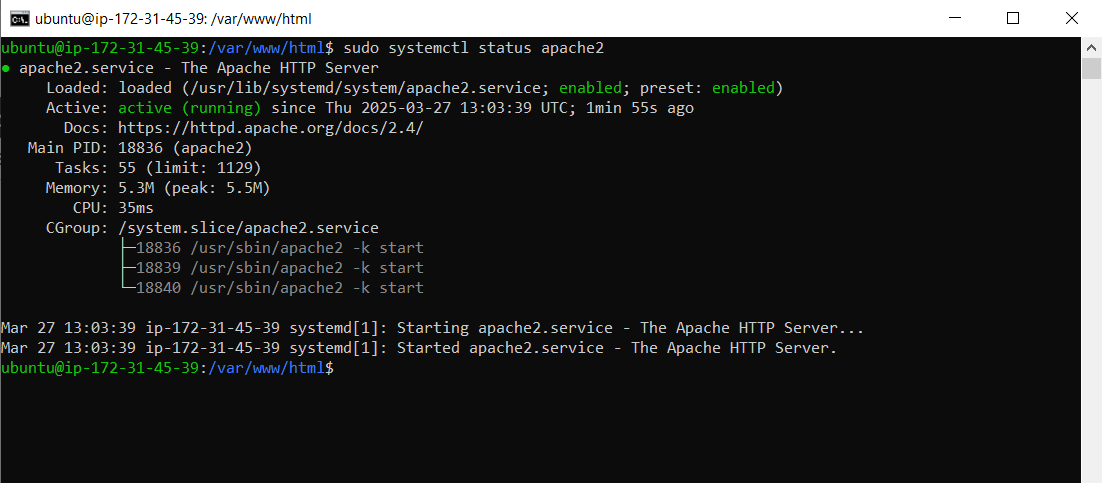 ubuntu@ip-172-31-45-39: /var/www/html
ubuntu@ip-172-31-45-39:/var/www/html$ sudo systemctl status apache2
● apache2.service - The Apache HTTP Server
     Loaded: loaded (/usr/lib/systemd/system/apache2.service; enabled; preset: enabled)
     Active: active (running) since Thu 2025-03-27 13:03:39 UTC; 1min 55s ago
       Docs: https://httpd.apache.org/docs/2.4/
   Main PID: 18836 (apache2)
      Tasks: 55 (limit: 1129)
     Memory: 5.3M (peak: 5.5M)
        CPU: 35ms
     CGroup: /system.slice/apache2.service
             ├─18836 /usr/sbin/apache2 -k start
             ├─18839 /usr/sbin/apache2 -k start
             └─18840 /usr/sbin/apache2 -k start
Mar 27 13:03:39 ip-172-31-45-39 systemd[1]: Starting apache2.service - The Apache HTTP Server...
Mar 27 13:03:39 ip-172-31-45-39 systemd[1]: Started apache2.service - The Apache HTTP Server.
ubuntu@ip-172-31-45-39:/var/www/html$